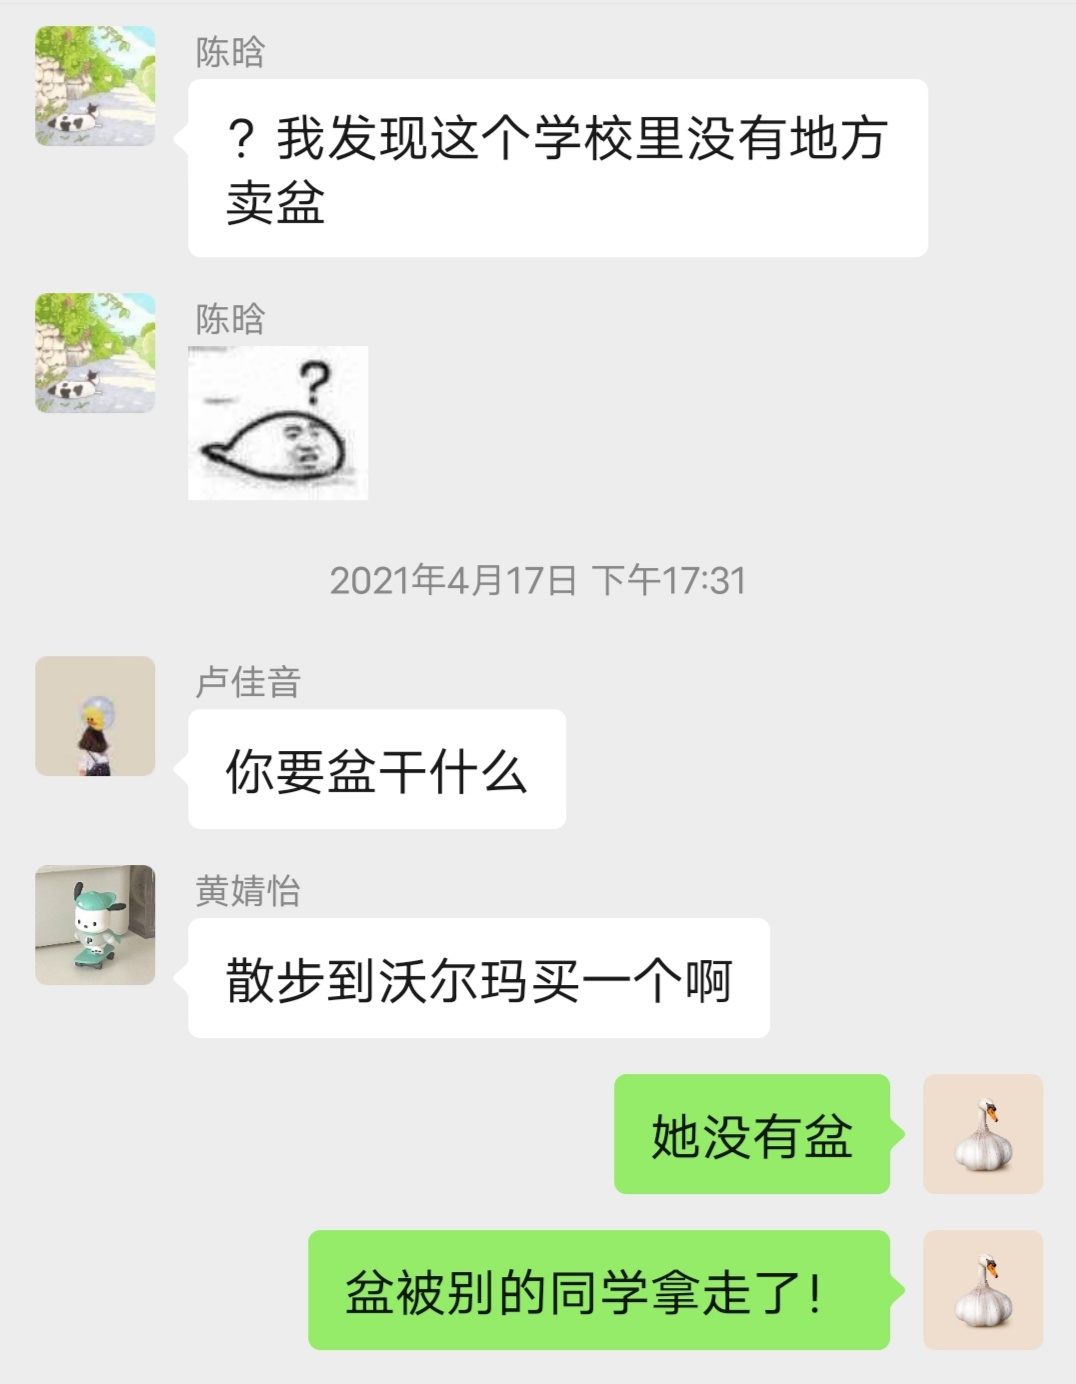 陈晗
？我发现这个学校里没有地方
卖盆
陈晗
?
2021年4月17日 下午17:31
卢佳音
你要盆干什么
黄婧怡
P
散步到沃尔玛买一个啊
她没有盆
盆被别的同学拿走了！